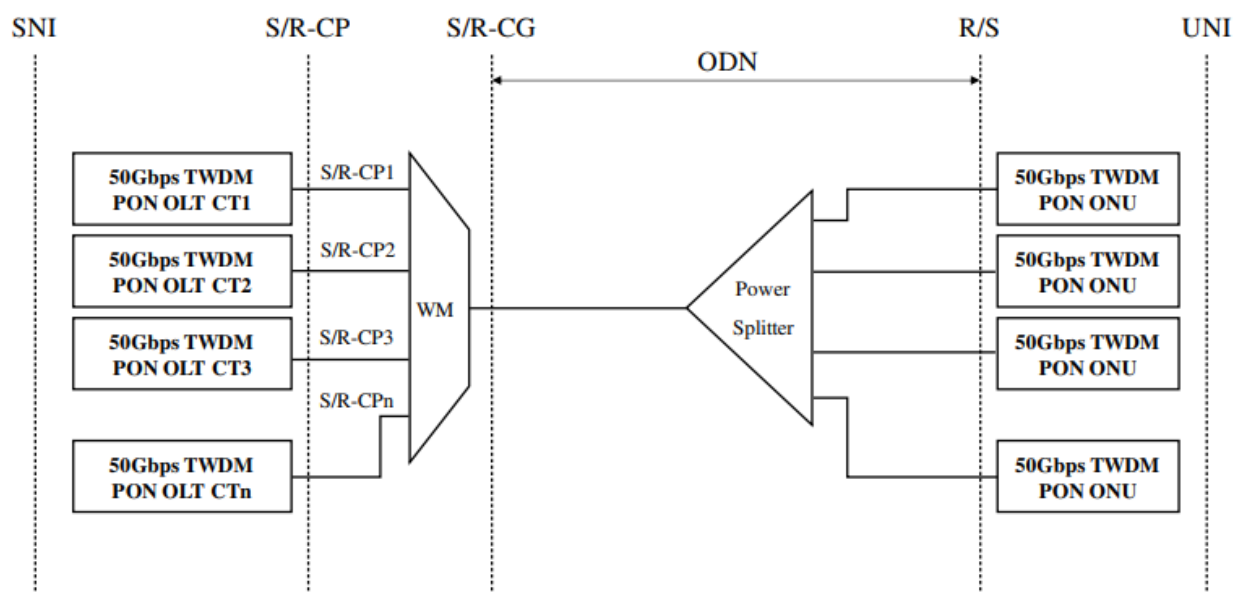 SNI
S/R-CP
S/R-CG
R/S
UNI
ODN
50Gbps TWDM
PON OLT CT1
S/R-CP1
50Gbps TWDM
PON ONU
50Gbps TWDM
PON OLT CT2
S/R-CP2
50Gbps TWDM
PON ONU
WM
Power
Splitter
50Gbps TWDM
PON OLT CT3
S/R-CP3
50Gbps TWDM
PON ONU
S/R-CPn
50Gbps TWDM
PON OLT CTn
50Gbps TWDM
PON ONU